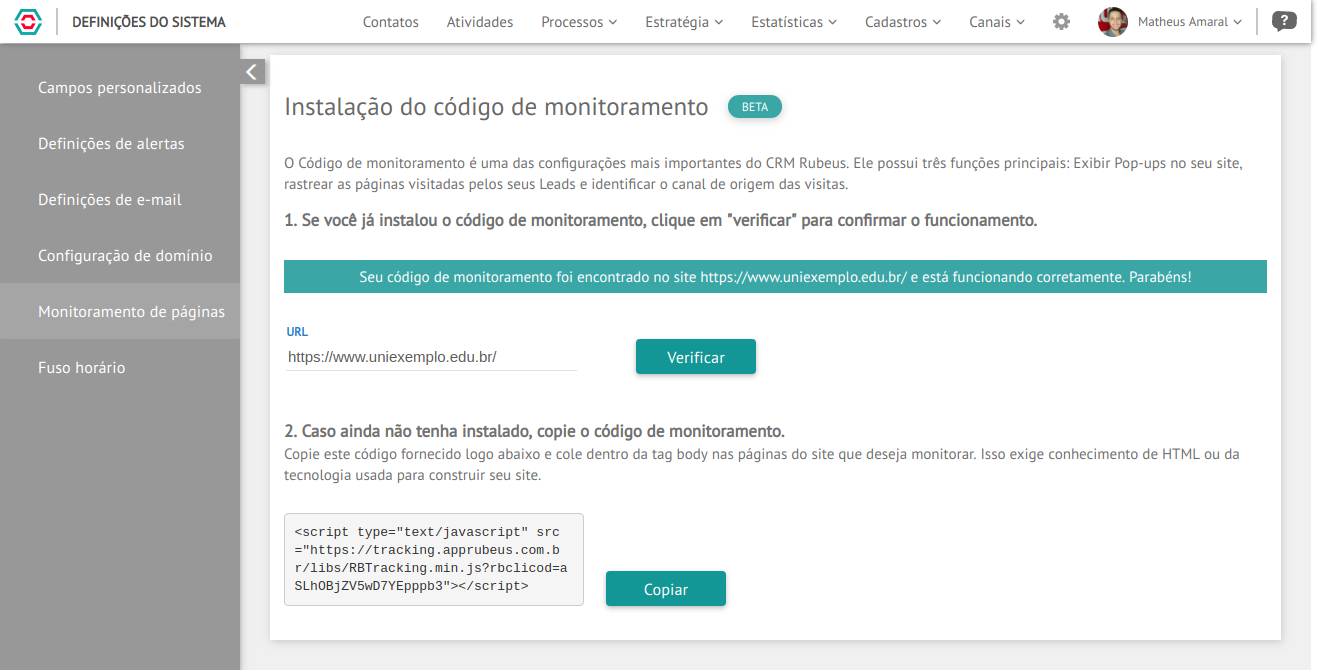 DEFINIÇÕES DO SISTEMA
Contatos
Atividades
Processos
Estratégia
Estatísticas
Cadastros
Canais
Matheus Amaral
?
Campos personalizados
Definições de alertas
Definições de e-mail
Configuração de domínio
Monitoramento de páginas
Fuso horário
Instalação do código de monitoramento
BETA
O Código de monitoramento é uma das configurações mais importantes do CRM Rubeus. Ele possui três funções principais: Exibir Pop-ups no seu site,
rastrear as páginas visitadas pelos seus Leads e identificar o canal de origem das visitas.
1. Se você já instalou o código de monitoramento, clique em "verificar" para confirmar o funcionamento.
Seu código de monitoramento foi encontrado no site https://www.uniexemplo.edu.br/ e está funcionando corretamente. Parabéns!
URL
https://www.uniexemplo.edu.br/
Verificar
2. Caso ainda não tenha instalado, copie o código de monitoramento.
Copie este código fornecido logo abaixo e cole dentro da tag body nas páginas do site que deseja monitorar. Isso exige conhecimento de HTML ou da
tecnologia usada para construir seu site.
<script type="text/javascript" src
="https://tracking.apprubeus.com.b
r/libs/RBTracking.min.js?rbclicod=a
SLhOBjZV5wD7YEpppb3"></script>
Copiar